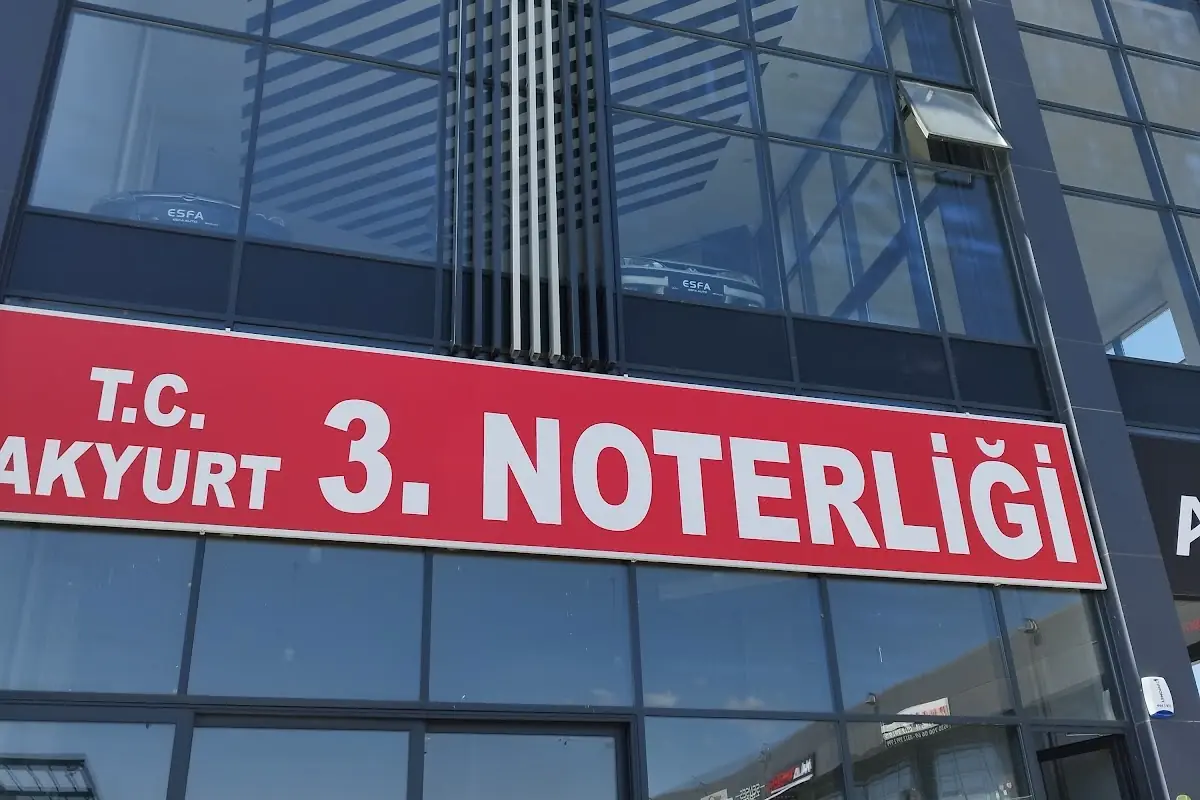 ESFA
ESFA
T.C.
AKYURT
3. NOTERLİĞİ
A